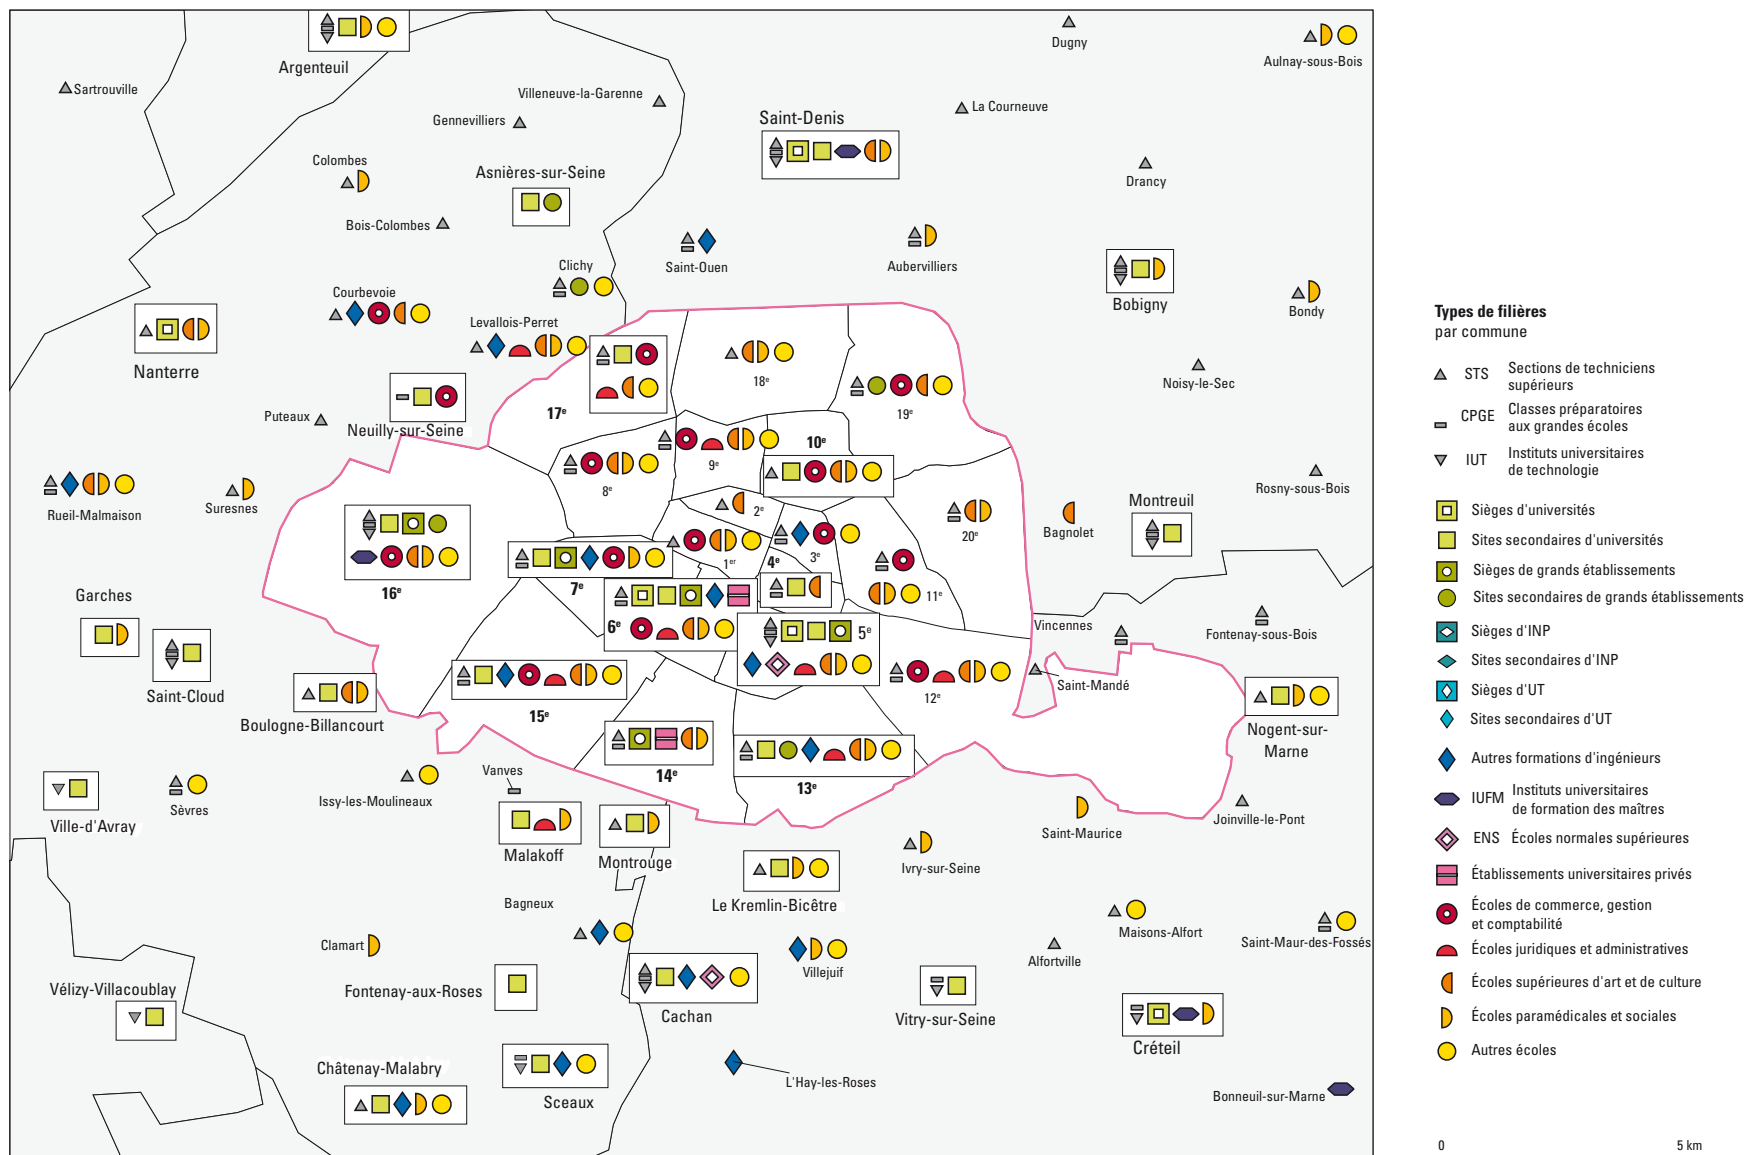 Dugny
Aulnay-sous-Bois
Argenteuil
Sartrouville
Villeneuve-la-Garenne
La Courneuve
Gennevilliers
Saint-Denis
Colombes
Asnières-sur-Seine
Drancy
Bois-Colombes
Clichy
Saint-Ouen
Aubervilliers
Bobigny
Bondy
Courbevoie
Levallois-Perret
Nanterre
18e
Noisy-le-Sec
17e
19e
Puteaux
Neuilly-sur-Seine
10e
9e
8e
Rueil-Malmaison
Suresnes
2e
20e
Bagnolet
Montreuil
Rosny-sous-Bois
1er
3e
4e
16e
7e
11e
Garches
6e
5e
Vincennes
Fontenay-sous-Bois
Saint-Cloud
12e
Saint-Mandé
Boulogne-Billancourt
15e
Nogent-sur-
Marne
14e
13e
Vanves
Issy-les-Moulineaux
Sèvres
Ville-d'Avray
Malakoff
Montrouge
Saint-Maurice
Joinville-le-Pont
Ivry-sur-Seine
Le Kremlin-Bicêtre
Bagneux
Clamart
Maisons-Alfort
Saint-Maur-des-Fossés
Villejuif
Alfortville
Vélizy-Villacoublay
Fontenay-aux-Roses
Cachan
Vitry-sur-Seine
Créteil
Châtenay-Malabry
Sceaux
L'Hay-les-Roses
Bonneuil-sur-Marne
Types de filières
par commune
STS Sections de techniciens
supérieurs
CPGE Classes préparatoires
aux grandes écoles
IUT Instituts universitaires
de technologie
Sièges d'universités
Sites secondaires d'universités
Sièges de grands établissements
Sites secondaires de grands établissements
Sièges d'INP
Sites secondaires d'INP
Sièges d'UT
Sites secondaires d'UT
Autres formations d'ingénieurs
IUFM Instituts universitaires
de formation des maîtres
ENS Écoles normales supérieures
Établissements universitaires privés
Écoles de commerce, gestion
et comptabilité
Écoles juridiques et administratives
Écoles supérieures d'art et de culture
Écoles paramédicales et sociales
Autres écoles
0 5 km